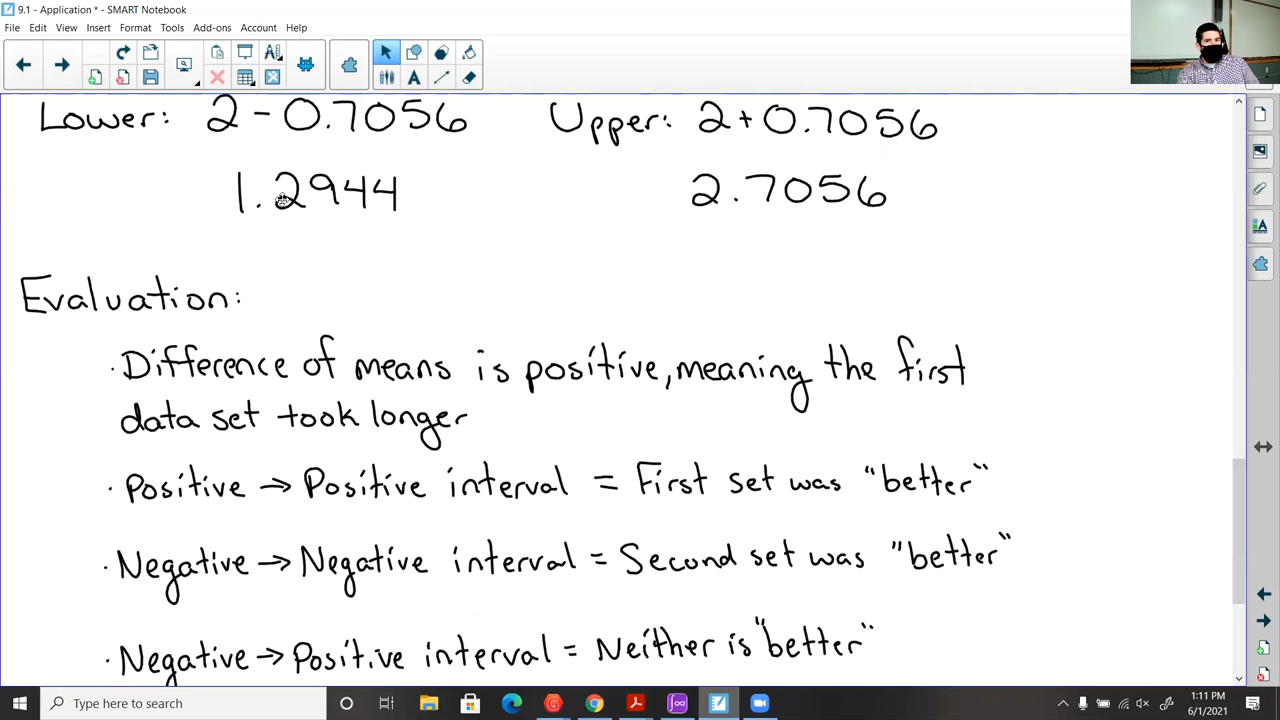 9.1 - Application * - SMART Notebook
File Edit View Insert Format Tools Add-ons Account Help
Lower: 2 - 0.7056 Upper: 2 + 0.7056
1.2944 2.7056
Evaluation:
· Difference of means is positive, meaning the first
data set took longer
· Positive → Positive interval = First set was "better"
· Negative → Negative interval = Second set was "better"
· Negative → Positive interval = Neither is "better"
Type here to search
1:11 PM
6/1/2021